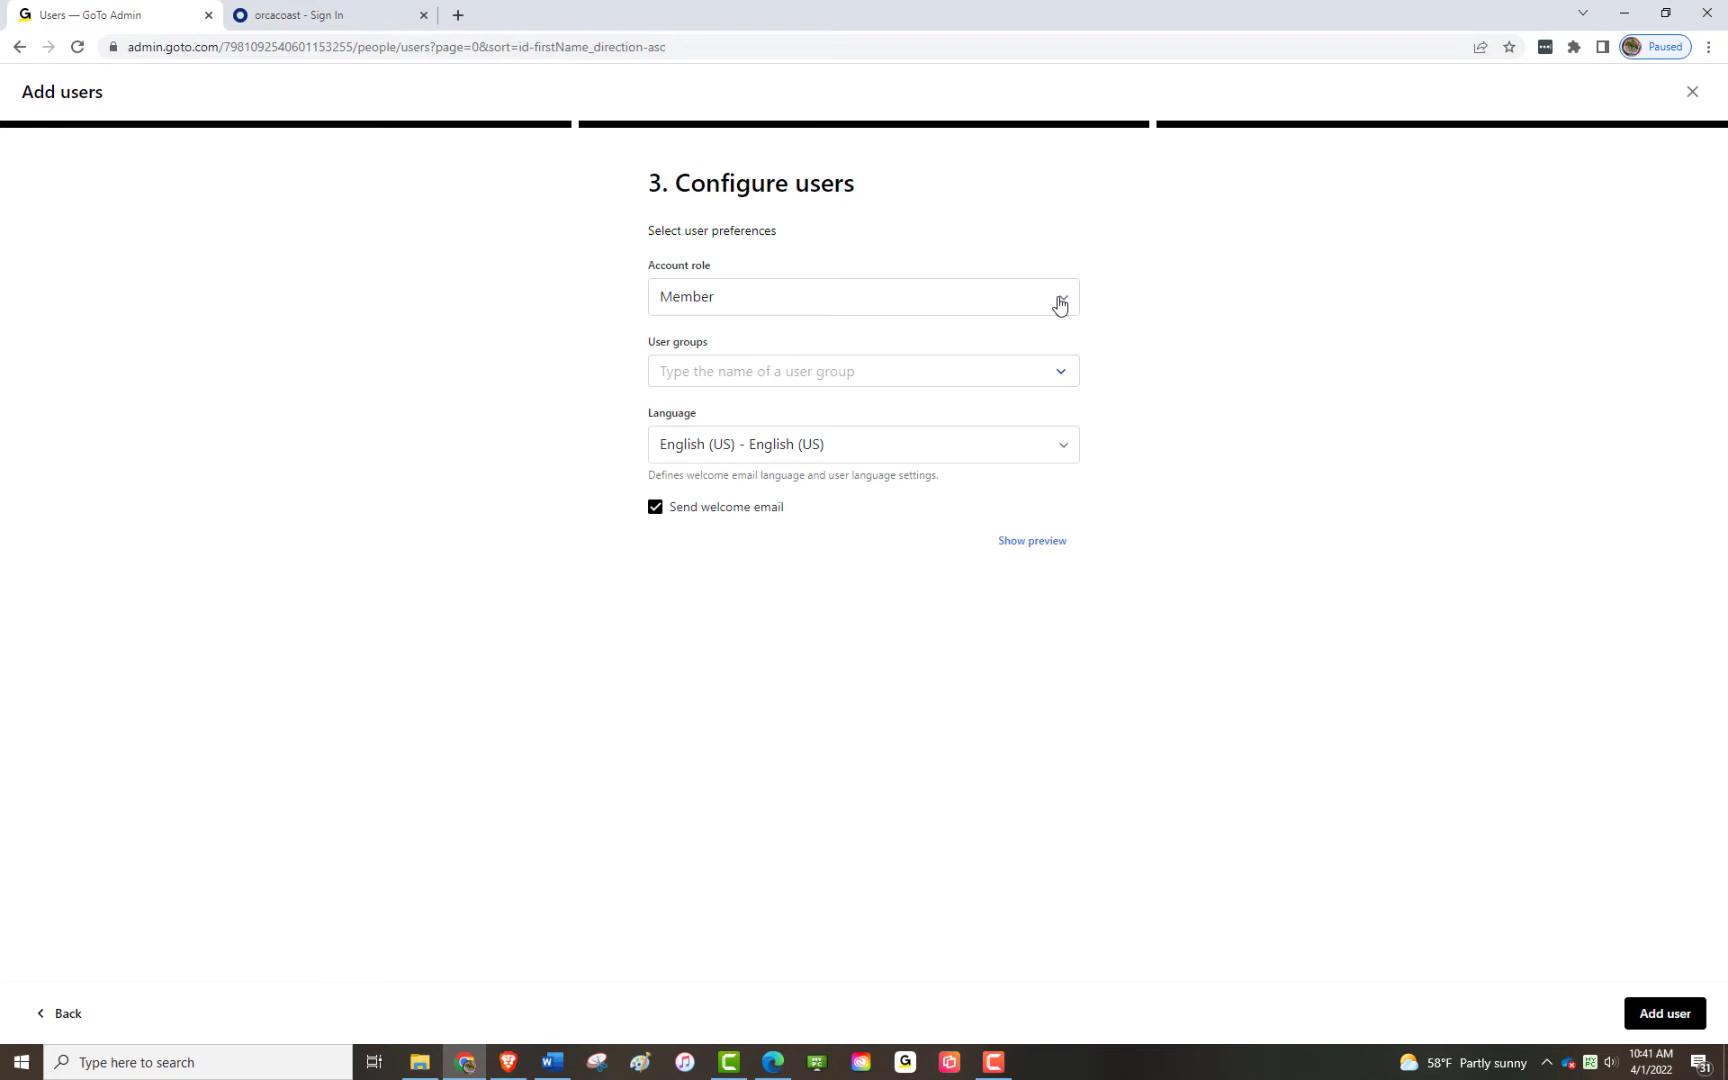 Users — GoTo Admin
orcacoast - Sign In
admin.goto.com/7981092540601153255/people/users?page=0&sort=id-firstName_direction-asc
Paused
Add users
3. Configure users
Select user preferences
Account role
Member
User groups
Type the name of a user group
Language
English (US) - English (US)
Defines welcome email language and user language settings.
Send welcome email
Show preview
Back
Add user
Type here to search
58°F Partly sunny
10:41 AM
4/1/2022
31